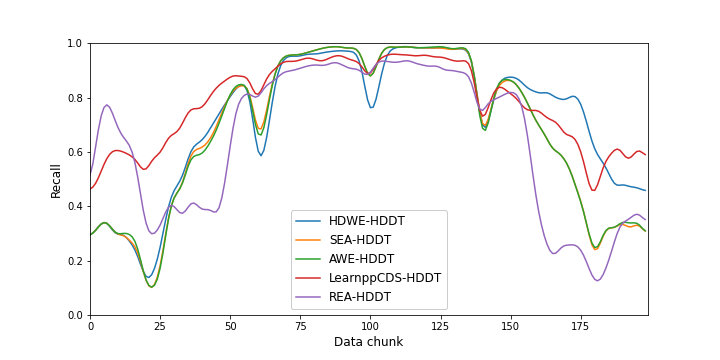 1.0
0.8
0.6
0.4
0.2
0.0
Recall
HDWE-HDDT
SEA-HDDT
AWE-HDDT
LearnppCDS-HDDT
REA-HDDT
0 25 50 75 100 125 150 175
Data chunk